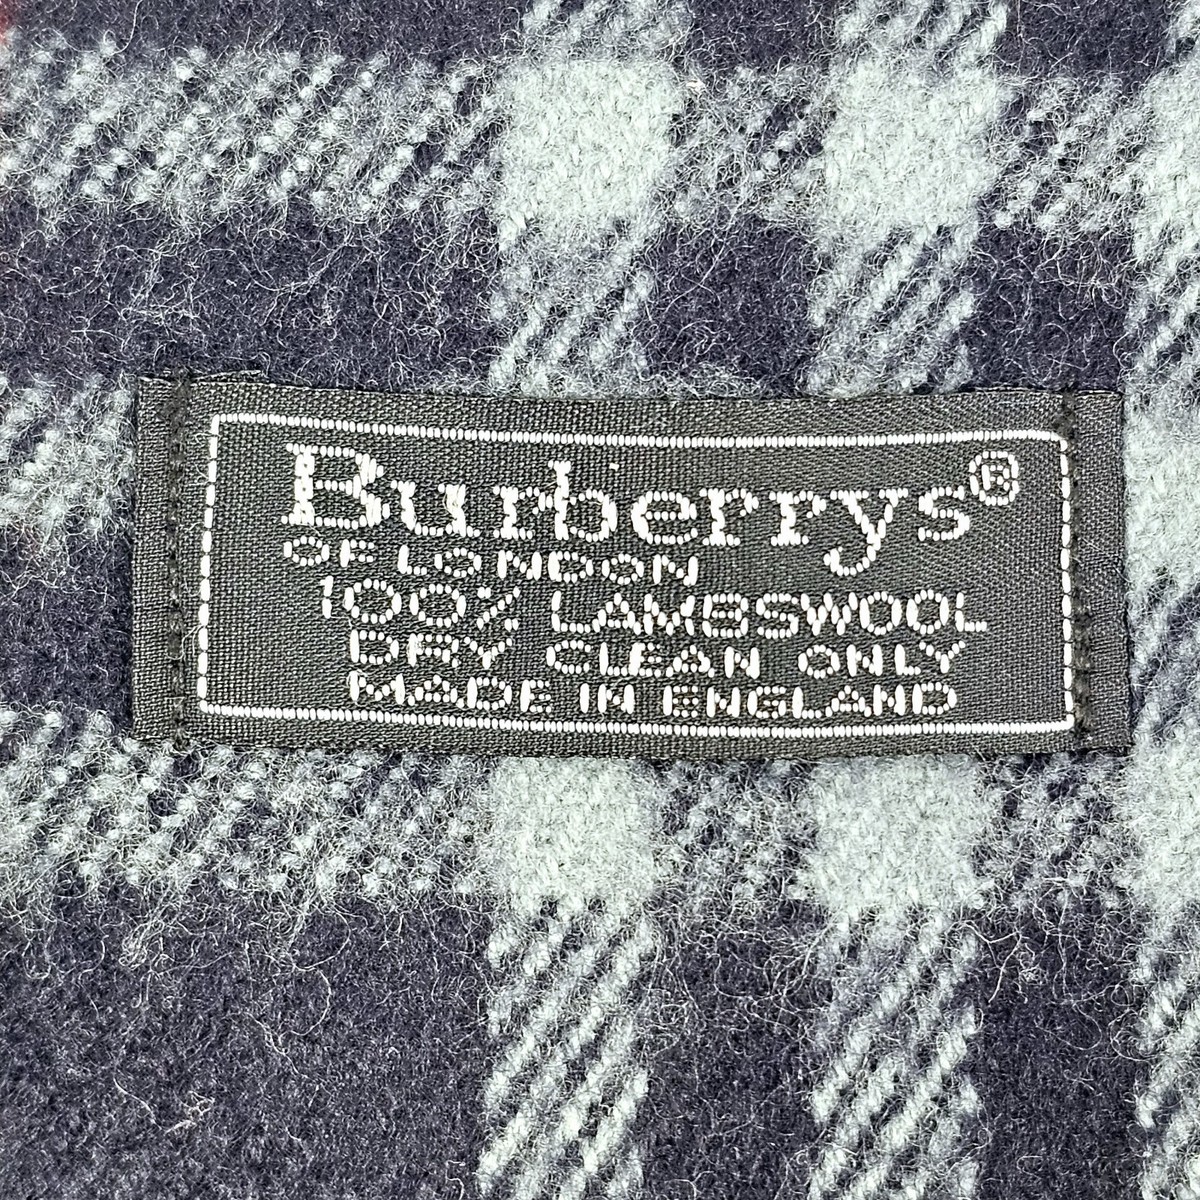 Burberrys®
OF LONDON
100% LAMBSWOOL
DRY CLEAN ONLY
MADE IN ENGLAND